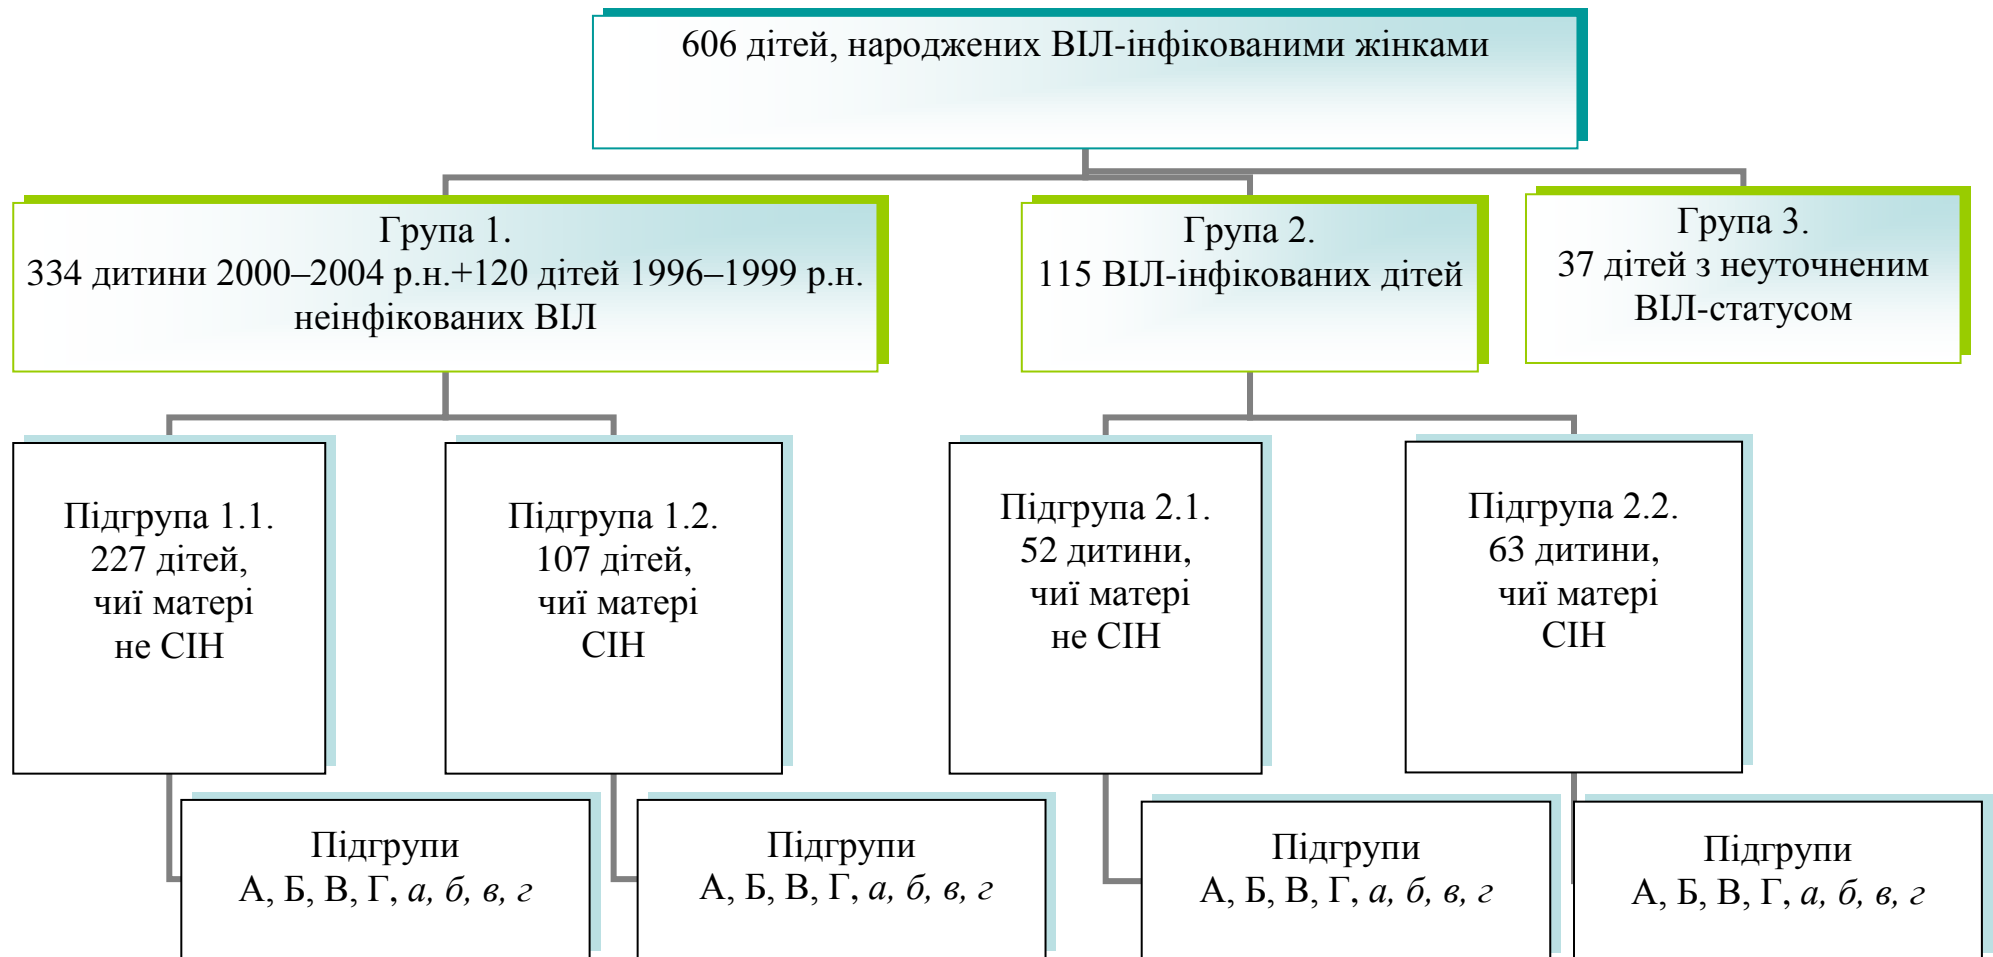 606 дітей, народжених ВІЛ-інфікованими жінками
Група 1.
334 дитини 2000–2004 р.н.+120 дітей 1996–1999 р.н.
неінфікованих ВІЛ
Група 2.
115 ВІЛ-інфікованих дітей
Група 3.
37 дітей з неуточненим
ВІЛ-статусом
Підгрупа 1.1.
227 дітей,
чиї матері
не СІН
Підгрупа 1.2.
107 дітей,
чиї матері
СІН
Підгрупа 2.1.
52 дитини,
чиї матері
не СІН
Підгрупа 2.2.
63 дитини,
чиї матері
СІН
Підгрупи
А, Б, В, Г, а, б, в, г
Підгрупи
А, Б, В, Г, а, б, в, г
Підгрупи
А, Б, В, Г, а, б, в, г
Підгрупи
А, Б, В, Г, а, б, в, г